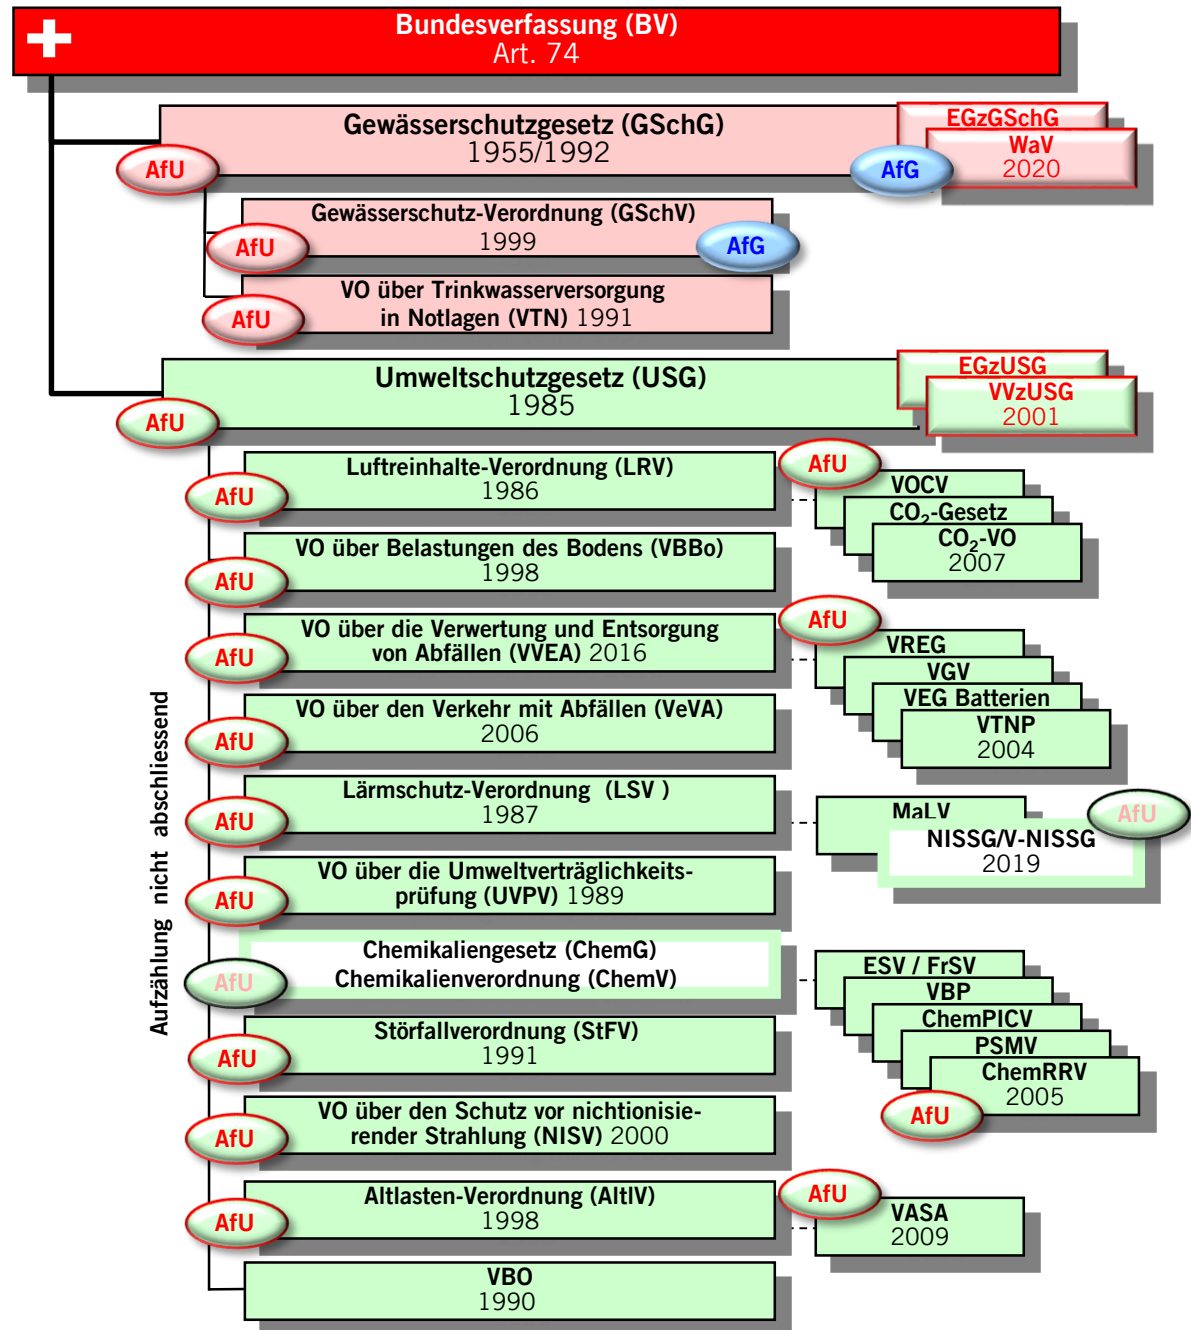 Bundesverfassung (BV)
Art. 74
Gewässerschutzgesetz (GSchG)
1955/1992
AfU
EGzGSchG
WaV
2020
AfG
Gewässerschutz-Verordnung (GSchV)
1999
AfU
AfG
VO über Trinkwasserversorgung
in Notlagen (VTN) 1991
AfU
Umweltschutzgesetz (USG)
1985
AfU
EGzUSG
VVzUSG
2001
Aufzählung nicht abschliessend
Luftreinhalte-Verordnung (LRV)
1986
AfU
AfU
VOCV
CO₂-Gesetz
CO₂-VO
2007
VO über Belastungen des Bodens (VBBo)
1998
AfU
VO über die Verwertung und Entsorgung
von Abfällen (VVEA) 2016
AfU
AfU
VREG
VGV
VEG Batterien
VTNP
2004
VO über den Verkehr mit Abfällen (VeVA)
2006
AfU
Lärmschutz-Verordnung (LSV )
1987
AfU
MaLV
NISSG/V-NISSG
2019
AfU
VO über die Umweltverträglichkeits-
prüfung (UVPV) 1989
AfU
Chemikaliengesetz (ChemG)
Chemikalienverordnung (ChemV)
AfU
ESV / FrSV
VBP
ChemPICV
PSMV
ChemRRV
2005
AfU
Störfallverordnung (StFV)
1991
AfU
VO über den Schutz vor nichtionisie-
render Strahlung (NISV) 2000
AfU
Altlasten-Verordnung (AltlV)
1998
AfU
AfU
VASA
2009
VBO
1990